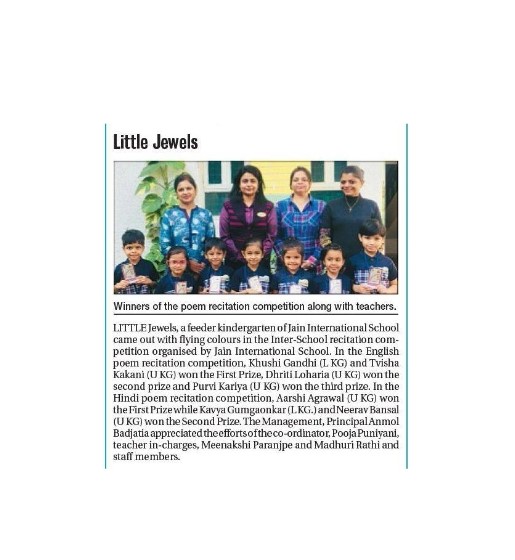 Little Jewels
Winners of the poem recitation competition along with teachers.
LITTLE Jewels, a feeder kindergarten of Jain International School
came out with flying colours in the Inter-School recitation com-
petition organised by Jain International School. In the English
poem recitation competition, Khushi Gandhi (L KG) and Tvisha
Kakani (U KG) won the First Prize, Dhriti Loharia (U KG) won the
second prize and Purvi Kariya (U KG) won the third prize. In the
Hindi poem recitation competition, Aarshi Agrawal (U KG) won
the First Prize while Kavya Gumgaonkar (LKG.) and Neerav Bansal
(U KG) won the Second Prize. The Management, Principal Anmol
Badjatia appreciated the efforts of the co-ordinator, Pooja Puniyani,
teacher in-charges, Meenakshi Paranjpe and Madhuri Rathi and
staff members.